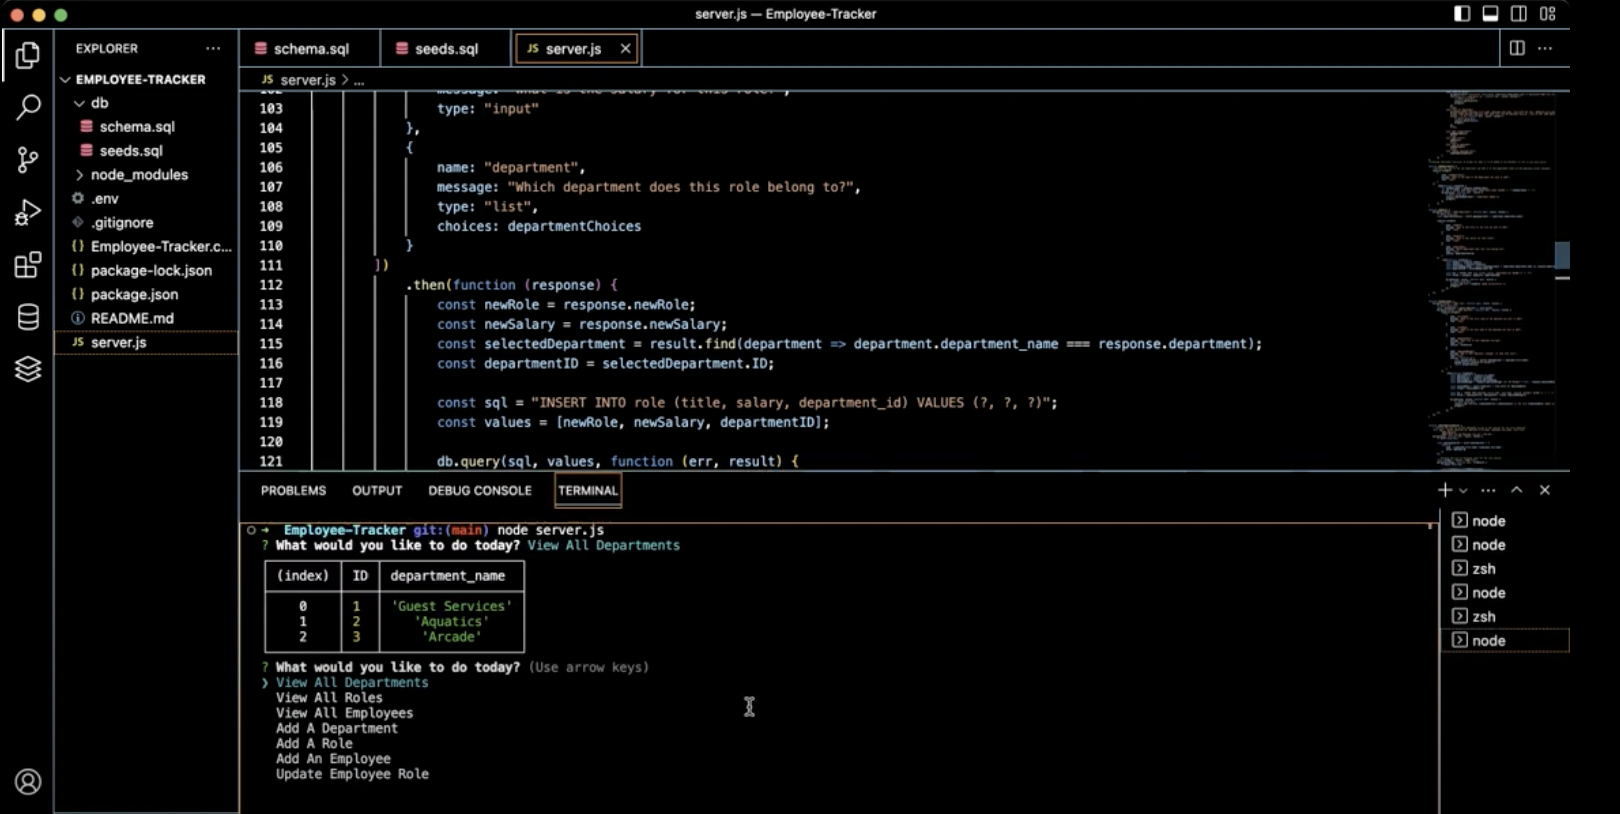 server.js — Employee-Tracker
EXPLORER
schema.sql
seeds.sql
JS server.js
EMPLOYEE-TRACKER
JS server.js > ...
db
schema.sql
seeds.sql
node_modules
.env
.gitignore
{} Employee-Tracker.c...
{} package-lock.json
{} package.json
README.md
JS server.js
103 type: "input"
104 },
105 {
106 name: "department",
107 message: "Which department does this role belong to?",
108 type: "list",
109 choices: departmentChoices
110 }
111 ])
112 .then(function (response) {
113 const newRole = response.newRole;
114 const newSalary = response.newSalary;
115 const selectedDepartment = result.find(department => department.department_name === response.department);
116 const departmentID = selectedDepartment.ID;
117
118 const sql = "INSERT INTO role (title, salary, department_id) VALUES (?, ?, ?)";
119 const values = [newRole, newSalary, departmentID];
120
121 db.query(sql, values, function (err, result) {
PROBLEMS OUTPUT DEBUG CONSOLE TERMINAL
Employee-Tracker git:(main) node server.js
? What would you like to do today? View All Departments
(index) ID department_name
0 1 'Guest Services'
1 2 'Aquatics'
2 3 'Arcade'
? What would you like to do today? (Use arrow keys)
❯ View All Departments
View All Roles
View All Employees
Add A Department
Add A Role
Add An Employee
Update Employee Role
node
node
zsh
node
zsh
node